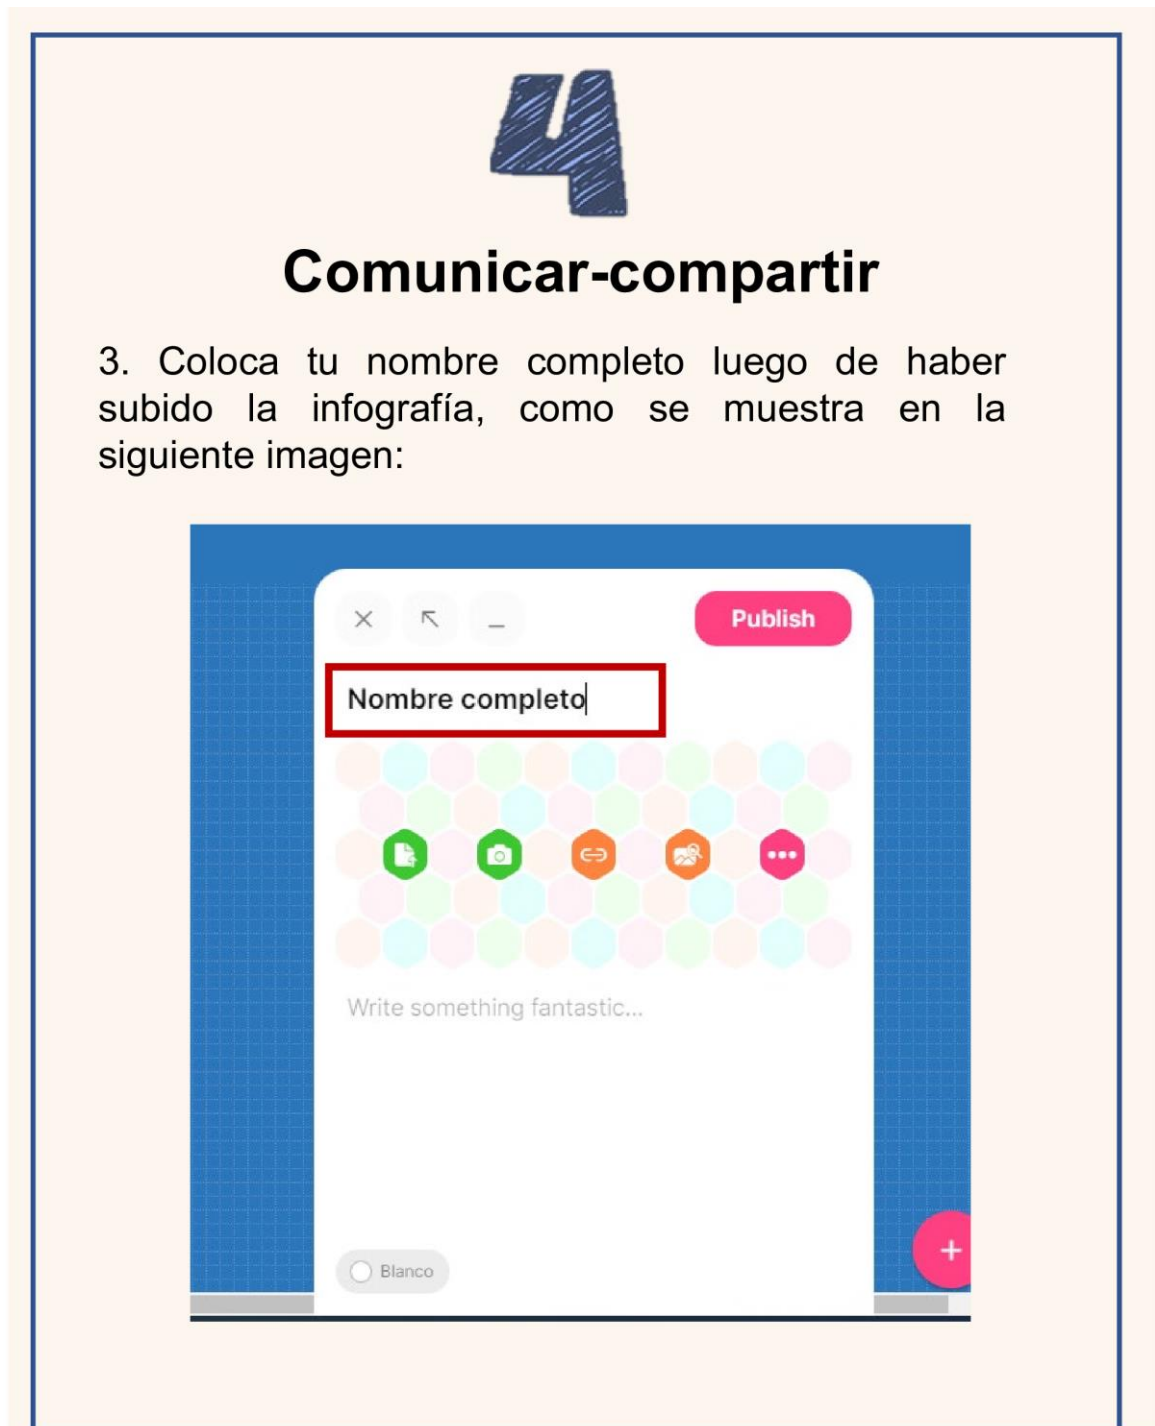 4
Comunicar-compartir
3. Coloca tu nombre completo luego de haber
subido la infografía, como se muestra en la
siguiente imagen:
Publish
Nombre completo
Write something fantastic...
Blanco